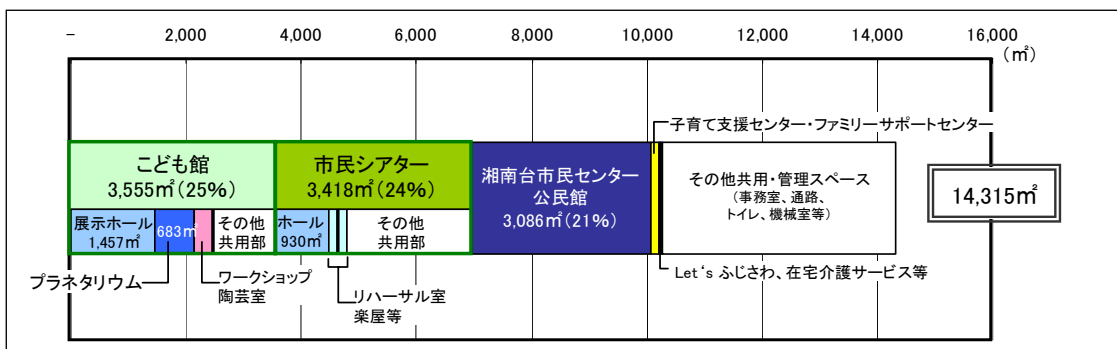 - 2,000 4,000 6,000 8,000 10,000 12,000 14,000 16,000
(㎡)
子育て支援センター・ファミリーサポートセンター
こども館
3,555㎡(25%)
市民シアター
3,418㎡(24%)
湘南台市民センター
公民館
3,086㎡(21%)
その他共用・管理スペース
(事務室、通路、
トイレ、機械室等)
14,315㎡
展示ホール
1,457㎡
683㎡
その他
共用部
ホール
930㎡
その他
共用部
プラネタリウム
ワークショップ
陶芸室
リハーサル室
楽屋等
Let‘s ふじさわ、在宅介護サービス等